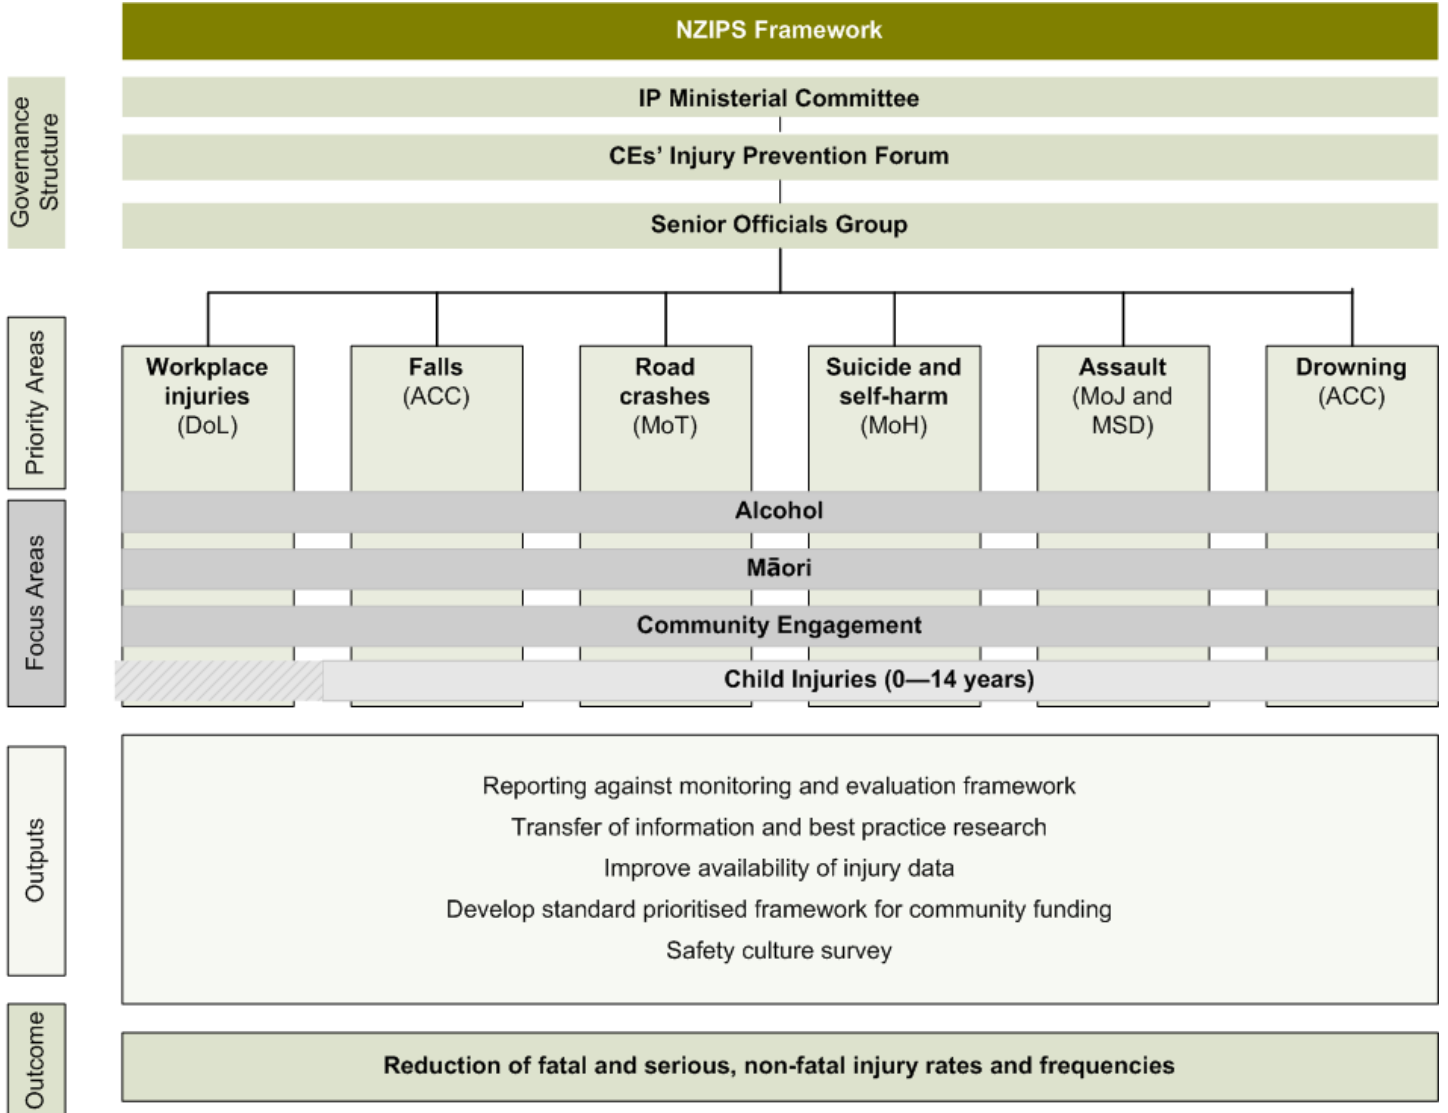 NZIPS Framework
Governance
Structure
IP Ministerial Committee
CEs’ Injury Prevention Forum
Senior Officials Group
Priority Areas
Workplace
injuries
(DoL)
Falls
(ACC)
Road
crashes
(MoT)
Suicide and
self-harm
(MoH)
Assault
(MoJ and
MSD)
Drowning
(ACC)
Focus Areas
Alcohol
Māori
Community Engagement
Child Injuries (0—14 years)
Outputs
Reporting against monitoring and evaluation framework
Transfer of information and best practice research
Improve availability of injury data
Develop standard prioritised framework for community funding
Safety culture survey
Outcome
Reduction of fatal and serious, non-fatal injury rates and frequencies